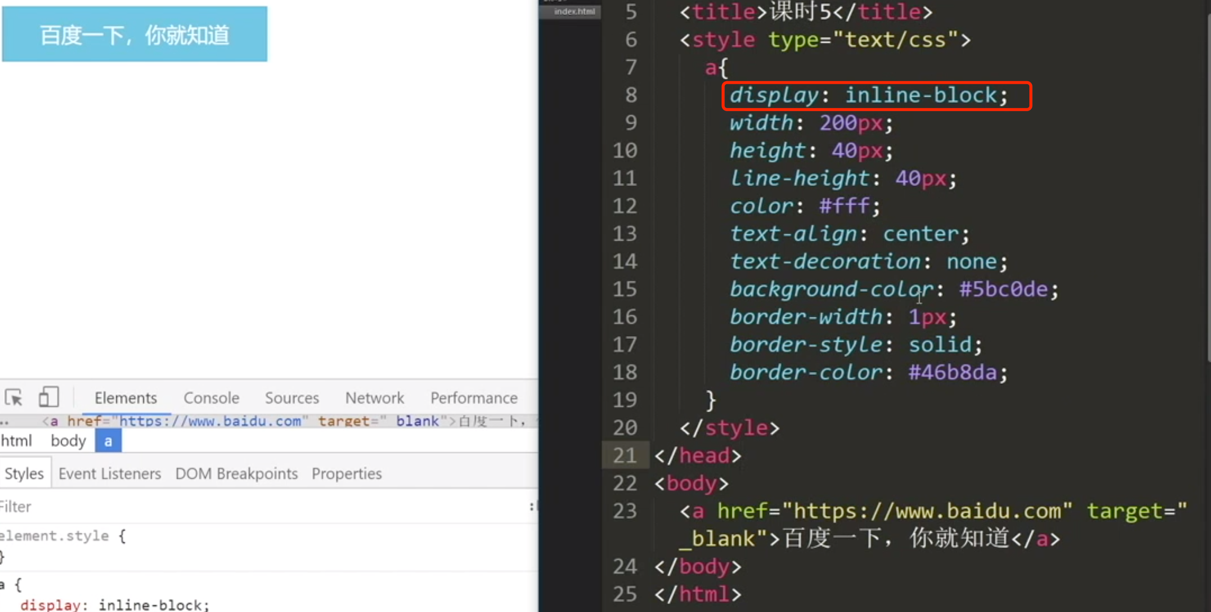 百度一下，你就知道
Elements Console Sources Network Performance
<a href="https://www.baidu.com" target="_blank">百度一下，
html body a
Styles Event Listeners DOM Breakpoints Properties
Filter
element.style {
}
a {
display: inline-block;
index.html
5 <title>课时5</title>
6 <style type="text/css">
7 a{
8 display: inline-block;
9 width: 200px;
10 height: 40px;
11 line-height: 40px;
12 color: #fff;
13 text-align: center;
14 text-decoration: none;
15 background-color: #5bc0de;
16 border-width: 1px;
17 border-style: solid;
18 border-color: #46b8da;
19 }
20 </style>
21 </head>
22 <body>
23 <a href="https://www.baidu.com" target="
_blank">百度一下，你就知道</a>
24 </body>
25 </html>